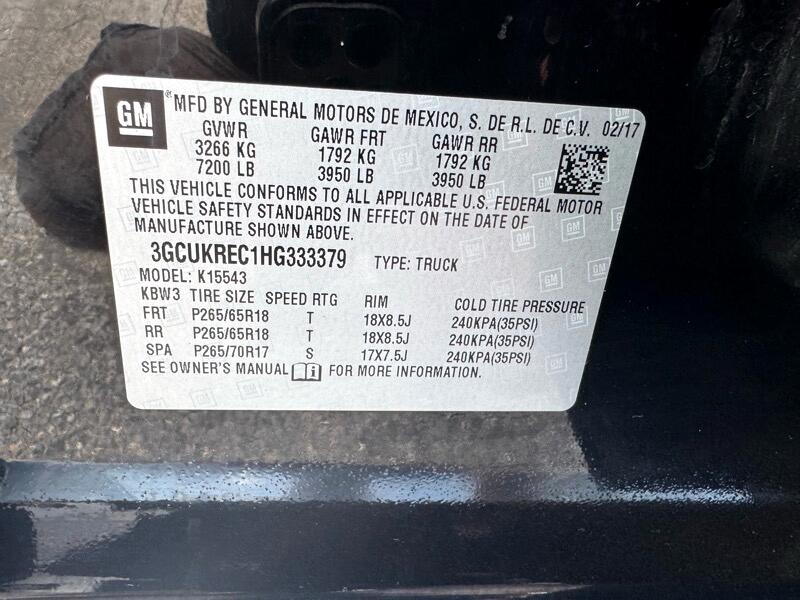 GM ® MFD BY GENERAL MOTORS DE MEXICO, S. DE R.L. DE C.V. 02/17
GVWR GAWR FRT GAWR RR
3266 KG 1792 KG 1792 KG
7200 LB 3950 LB 3950 LB
THIS VEHICLE CONFORMS TO ALL APPLICABLE U.S. FEDERAL MOTOR
VEHICLE SAFETY STANDARDS IN EFFECT ON THE DATE OF
MANUFACTURE SHOWN ABOVE.
3GCUKREC1HG333379 TYPE: TRUCK
MODEL: K15543
KBW3 TIRE SIZE SPEED RTG RIM COLD TIRE PRESSURE
FRT P265/65R18 T 18X8.5J 240KPA(35PSI)
RR P265/65R18 T 18X8.5J 240KPA(35PSI)
SPA P265/70R17 S 17X7.5J 240KPA(35PSI)
SEE OWNER'S MANUAL i FOR MORE INFORMATION.